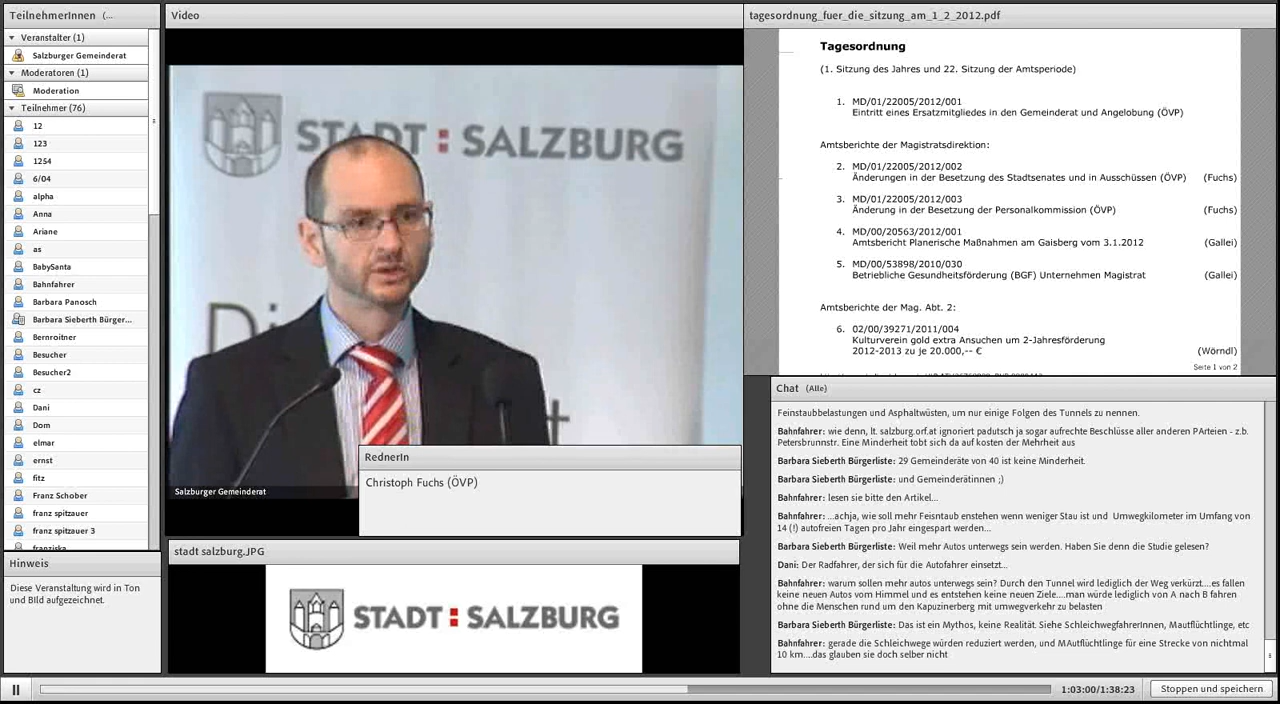 TeilnehmerInnen (...
Veranstalter (1)
Salzburger Gemeinderat
Moderatoren (1)
Moderation
Teilnehmer (76)
12
123
1254
6/04
alpha
Anna
Ariane
as
BabySanta
Bahnfahrer
Barbara Panosch
Barbara Sieberth Bürger...
Bernroitner
Besucher
Besucher2
cz
Dani
Dom
elmar
ernst
fitz
Franz Schober
franz spitzauer
franz spitzauer 3
franziska
Hinweis
Diese Veranstaltung wird in Ton
und BIld aufgezeichnet.
Video
STADT:SALZBURG
Salzburger Gemeinderat
RednerIn
Christoph Fuchs (ÖVP)
stadt salzburg.JPG
STADT:SALZBURG
tagesordnung_fuer_die_sitzung_am_1_2_2012.pdf
Tagesordnung
(1. Sitzung des Jahres und 22. Sitzung der Amtsperiode)
1. MD/01/22005/2012/001
Eintritt eines Ersatzmitgliedes in den Gemeinderat und Angelobung (ÖVP)
Amtsberichte der Magistratsdirektion:
2. MD/01/22005/2012/002
Änderungen in der Besetzung des Stadtsenates und in Ausschüssen (ÖVP) (Fuchs)
3. MD/01/22005/2012/003
Änderung in der Besetzung der Personalkommission (ÖVP) (Fuchs)
4. MD/00/20563/2012/001
Amtsbericht Planerische Maßnahmen am Gaisberg vom 3.1.2012 (Gallei)
5. MD/00/53898/2010/030
Betriebliche Gesundheitsförderung (BGF) Unternehmen Magistrat (Gallei)
Amtsberichte der Mag. Abt. 2:
6. 02/00/39271/2011/004
Kulturverein gold extra Ansuchen um 2-Jahresförderung
2012-2013 zu je 20.000,-- € (Wörndl)
Seite 1 von 2
Chat (Alle)
Feinstaubbelastungen und Asphaltwüsten, um nur einige Folgen des Tunnels zu nennen.
Bahnfahrer: wie denn, lt. salzburg.orf.at ignoriert padutsch ja sogar aufrechte Beschlüsse aller anderen PArteien - z.b.
Petersbrunnstr. Eine Minderheit tobt sich da auf kosten der Mehrheit aus
Barbara Sieberth Bürgerliste: 29 Gemeinderäte von 40 ist keine Minderheit.
Barbara Sieberth Bürgerliste: und Gemeinderätinnen ;)
Bahnfahrer: lesen sie bitte den Artikel...
Bahnfahrer: ...achja, wie soll mehr Feisntaub enstehen wenn weniger Stau ist und Umwegkilometer im Umfang von
14 (!) autofreien Tagen pro Jahr eingespart werden...
Barbara Sieberth Bürgerliste: Weil mehr Autos unterwegs sein werden. Haben Sie denn die Studie gelesen?
Dani: Der Radfahrer, der sich für die Autofahrer einsetzt...
Bahnfahrer: warum sollen mehr autos unterwegs sein? Durch den Tunnel wird lediglich der Weg verkürzt....es fallen
keine neuen Autos vom Himmel und es entstehen keine neuen Ziele....man würde lediglich von A nach B fahren
ohne die Menschen rund um den Kapuzinerberg mit umwegverkehr zu belasten
Barbara Sieberth Bürgerliste: Das ist ein Mythos, keine Realität. Siehe SchleichwegfahrerInnen, Mautflüchtlinge, etc
Bahnfahrer: gerade die Schleichwege würden reduziert werden, und MAutflüchtlinge für eine Strecke von nichtmal
10 km....das glauben sie doch selber nicht
1:03:00/1:38:23
Stoppen und speichern